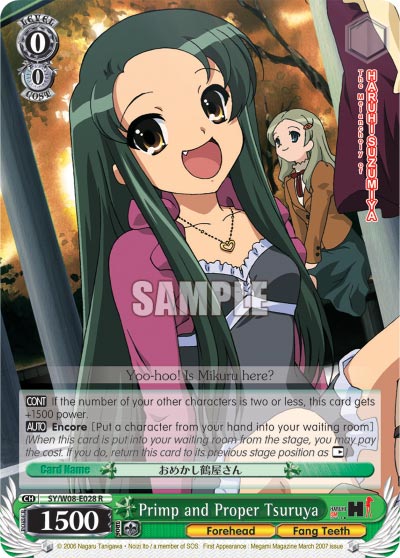 LEVEL
0
0
COST
The Melancholy of
HARUHI SUZUMIYA
SAMPLE
Yoo-hoo! Is Mikuru here?
CONT If the number of your other characters is two or less, this card gets
+1500 power.
AUTO Encore [Put a character from your hand into your waiting room]
(When this card is put into your waiting room from the stage, you may pay
the cost. If you do, return this card to its previous stage position as
Card Name おめかし鶴屋さん
CH SY/W08-E028 R
POWER 1500 Primp and Proper Tsuruya
Forehead Fang Teeth
© 2006 Nagaru Tanigawa • Noizi Ito / a member of SOS. First Appearance : Megami Magazine March 2007 issue